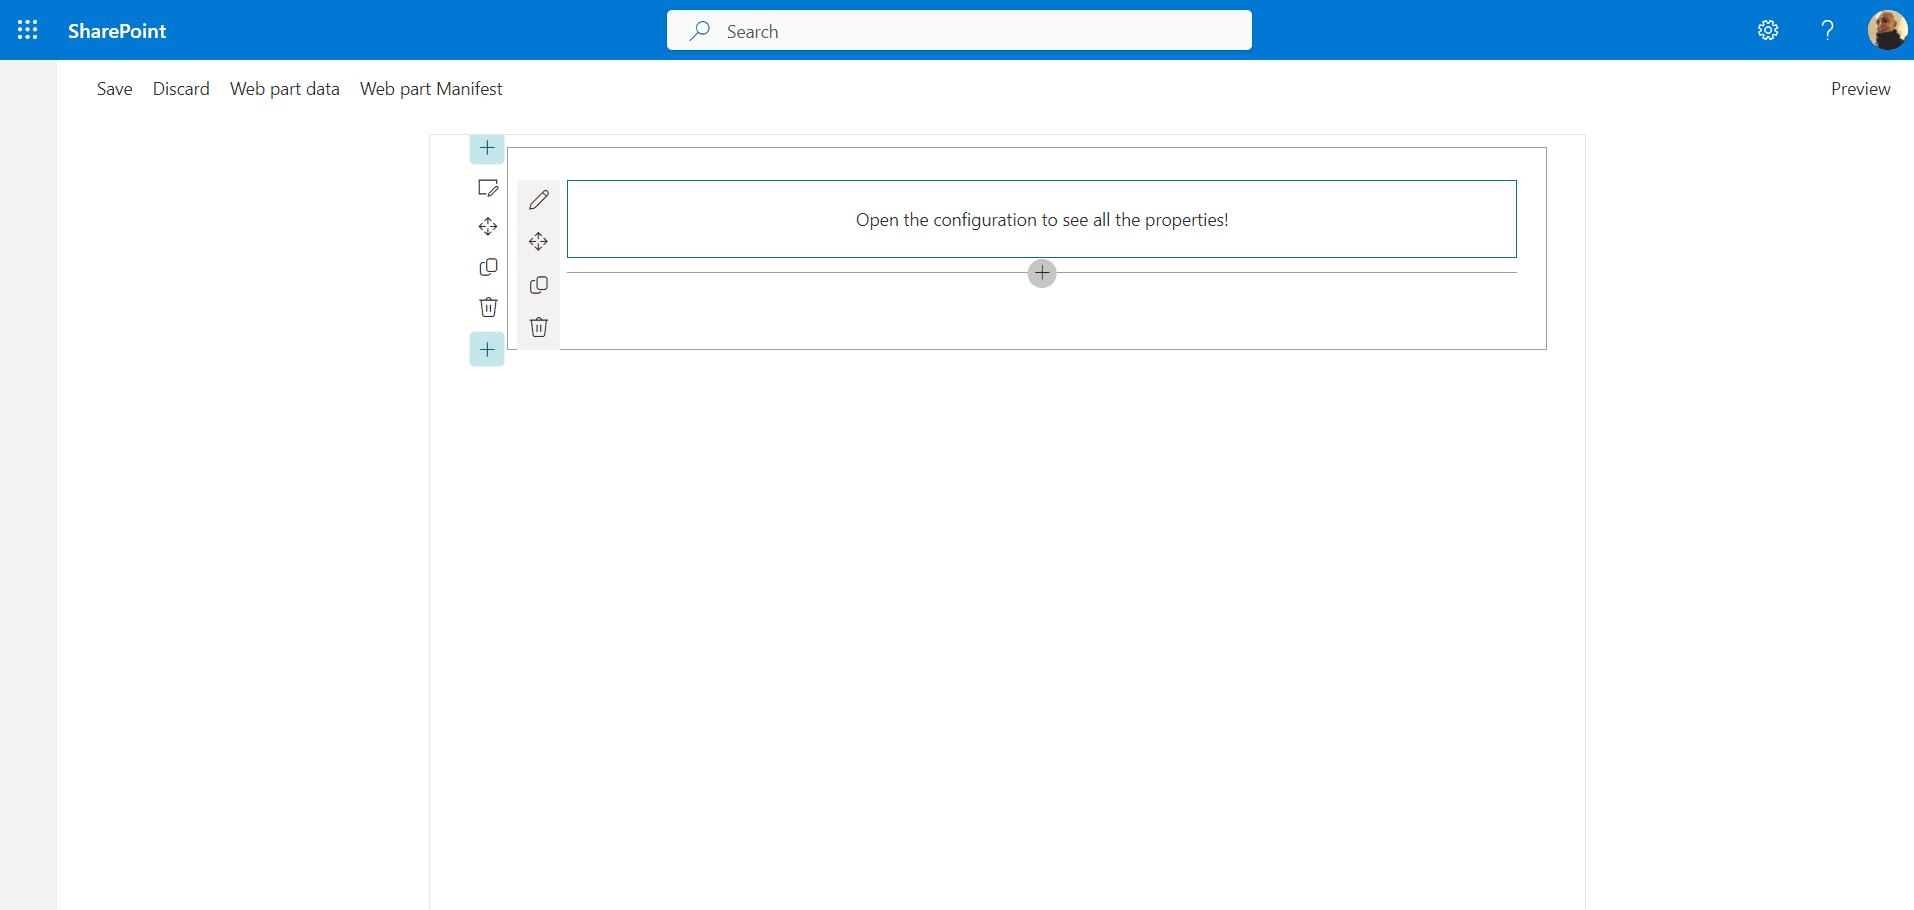 SharePoint
Search
Save Discard Web part data Web part Manifest Preview
Open the configuration to see all the properties!